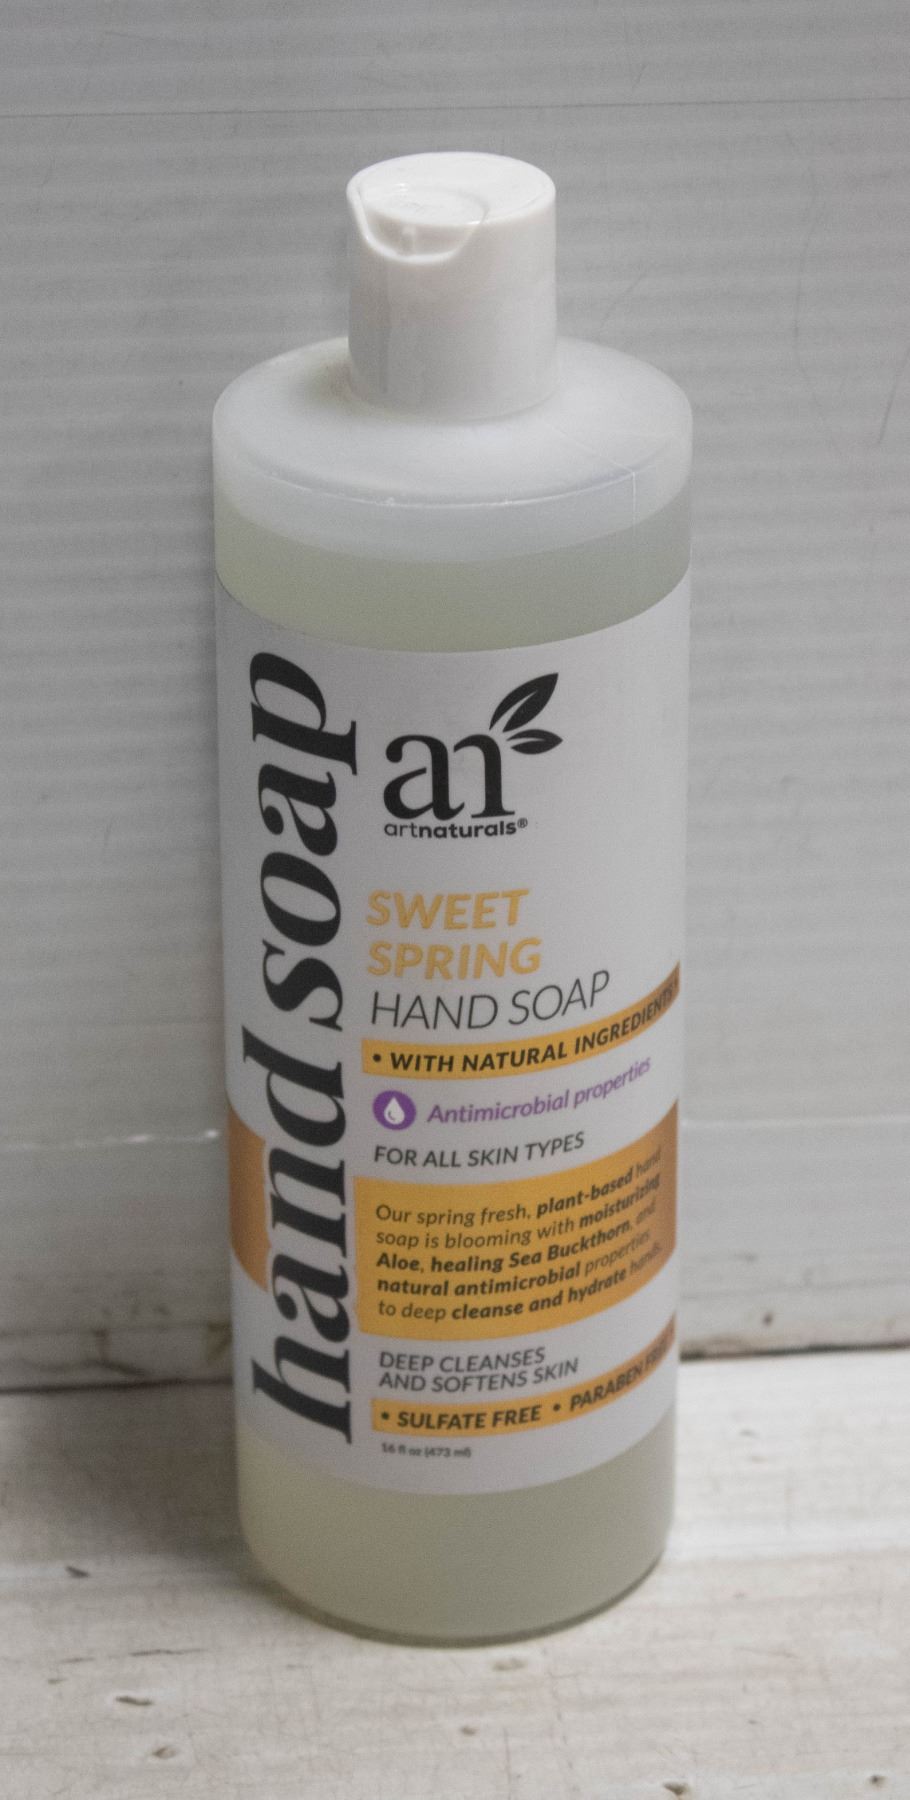 hand soap
an
artnaturals®
SWEET
SPRING
HAND SOAP
• WITH NATURAL INGREDIENTS •
Antimicrobial properties
FOR ALL SKIN TYPES
Our spring fresh, plant-based hand
soap is blooming with moisturizing
Aloe, healing Sea Buckthorn, and
natural antimicrobial properties
to deep cleanse and hydrate hands.
DEEP CLEANSES
AND SOFTENS SKIN
• SULFATE FREE • PARABEN FREE
16 fl oz (473 ml)